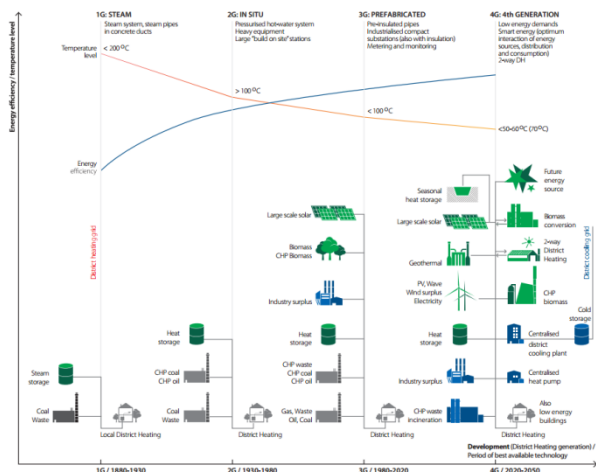 1G: STEAM
Steam system, steam pipes
in concrete ducts
2G: IN SITU
Pressurised hot-water system
Heavy equipment
Large "build on site" stations
3G: PREFABRICATED
Pre-insulated pipes
Industrialised compact
substations (also with insulation)
Metering and monitoring
4G: 4th GENERATION
Low energy demands
Smart energy (optimum
interaction of energy
sources, distribution
and consumption)
2-way DH
Energy efficiency / temperature level
Temperature
level
< 200 °C
> 100 °C
< 100 °C
<50-60 °C (70°C)
Energy
efficiency
District heating grid
District cooling grid
Seasonal
heat storage
Future
energy
source
Large scale solar
Large scale solar
Biomass
conversion
Biomass
CHP Biomass
Geothermal
2-way
District
Heating
Industry surplus
PV, Wave
Wind surplus
Electricity
CHP
biomass
Cold
storage
Heat
storage
Heat
storage
Heat
storage
Centralised
district
cooling plant
Steam
storage
CHP coal
CHP oil
CHP waste
CHP coal
CHP oil
Industry surplus
Centralised
heat pump
Coal
Waste
Local District Heating
Coal
Waste
District Heating
Gas, Waste
Oil, Coal
District Heating
CHP waste
incineration
Also
low energy
buildings
District Heating
Development (District Heating generation) /
Period of best available technology
1G / 1880-1930
2G / 1930-1980
3G / 1980-2020
4G / 2020-2050